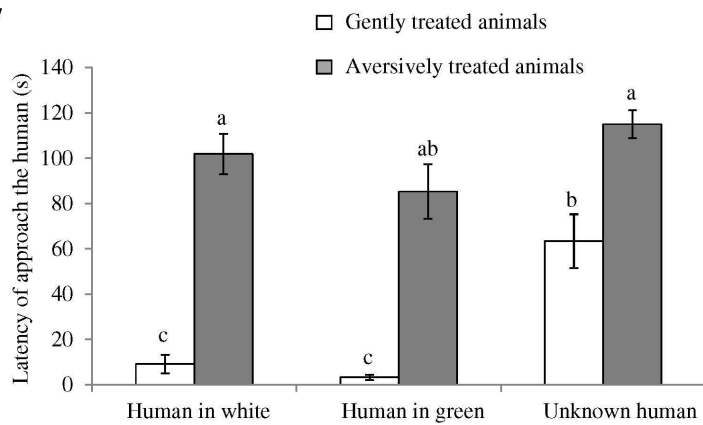 Gently treated animals
Aversively treated animals
Latency of approach the human (s)
140
120
100
80
60
40
20
0
c
a
c
ab
b
a
Human in white
Human in green
Unknown human